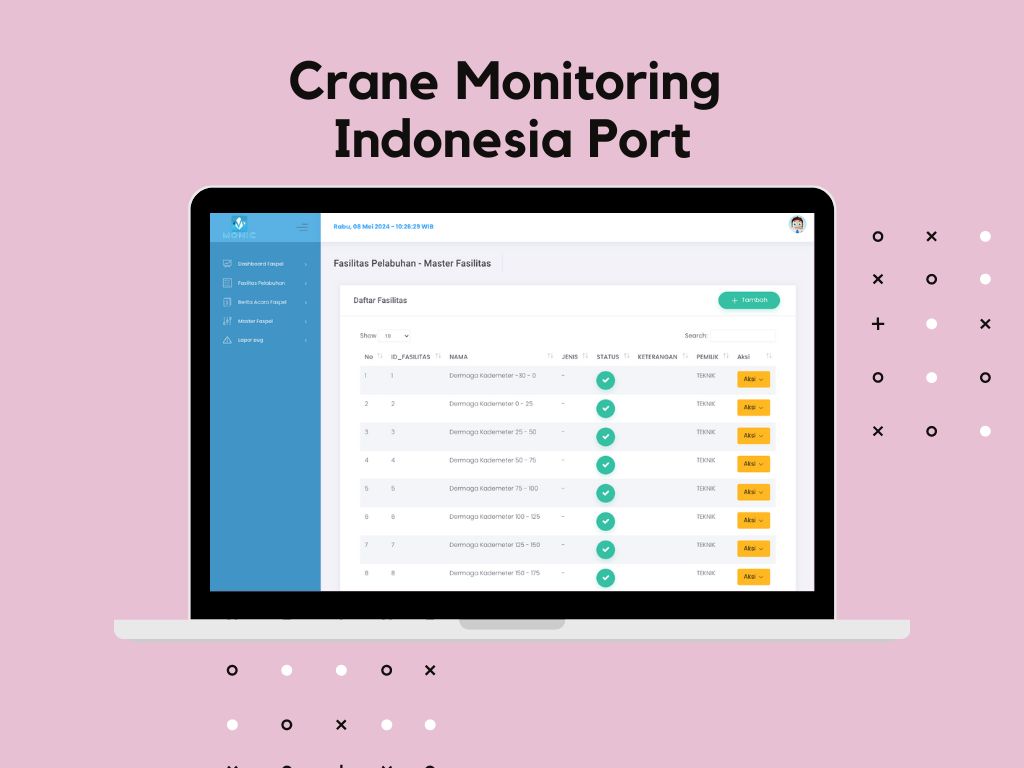 Crane Monitoring
Indonesia Port
MOMIC
Rabu, 08 Mei 2024 - 10:26:29 WIB
Dashboard Faspel
Fasilitas Pelabuhan
Berita Acara Faspel
Master Faspel
Lapor Bug
Fasilitas Pelabuhan - Master Fasilitas
Daftar Fasilitas
+ Tambah
Show 10
Search:
No ID_FASILITAS NAMA JENIS STATUS KETERANGAN PEMILIK Aksi
1 1 Dermaga Kademeter -30 - 0 - TEKNIK Aksi
2 2 Dermaga Kademeter 0 - 25 - TEKNIK Aksi
3 3 Dermaga Kademeter 25 - 50 - TEKNIK Aksi
4 4 Dermaga Kademeter 50 - 75 - TEKNIK Aksi
5 5 Dermaga Kademeter 75 - 100 - TEKNIK Aksi
6 6 Dermaga Kademeter 100 - 125 - TEKNIK Aksi
7 7 Dermaga Kademeter 125 - 150 - TEKNIK Aksi
8 8 Dermaga Kademeter 150 - 175 - TEKNIK Aksi